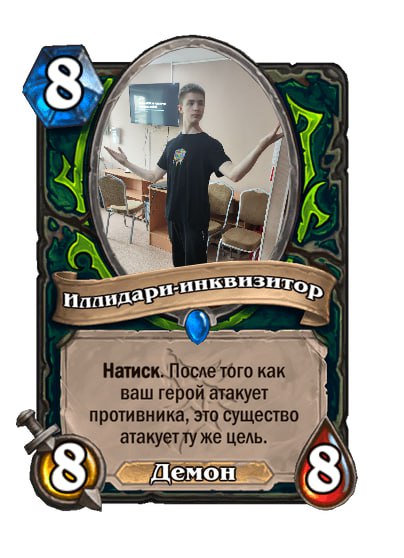 8
Иллидари-инквизитор
Натиск. После того как
ваш герой атакует
противника, это существо
атакует ту же цель.
8
Демон
8